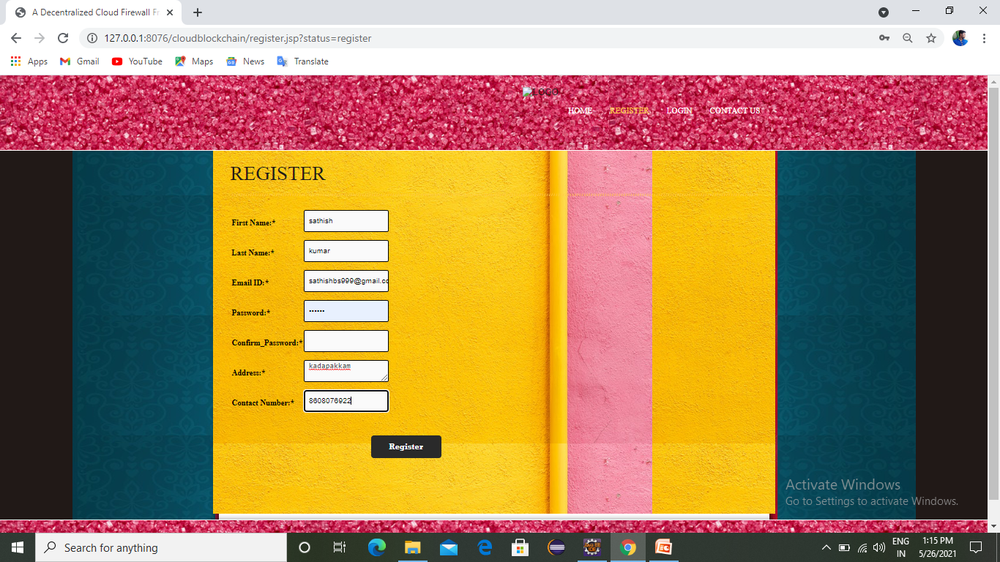 A Decentralized Cloud Firewall Fr
127.0.0.1:8076/cloudblockchain/register.jsp?status=register
Apps Gmail YouTube Maps News Translate
LOGO
HOME REGISTER LOGIN CONTACT US
REGISTER
First Name:* sathish
Last Name:* kumar
Email ID:* sathishbs999@gmail.co
Password:* ••••••
Confirm_Password:*
Address:* kadapakkam
Contact Number:* 8608076922
Register
Activate Windows
Go to Settings to activate Windows.
Search for anything
Java EE
IDE
ENG
IN
1:15 PM
5/26/2021